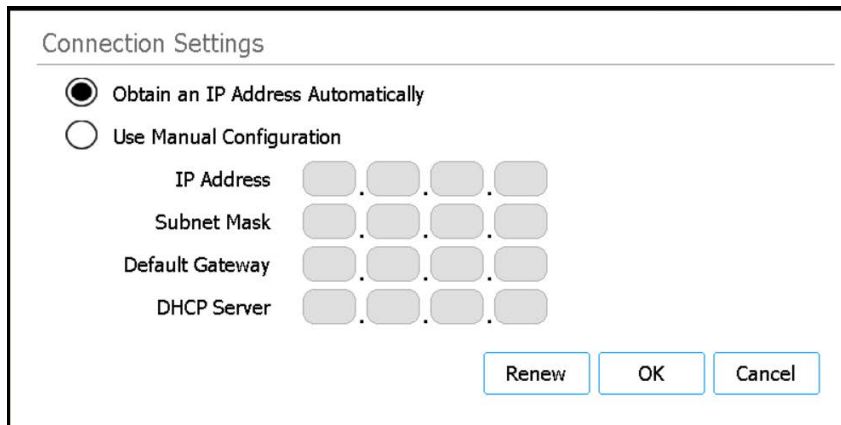 Connection Settings
Obtain an IP Address Automatically
Use Manual Configuration
IP Address . . .
Subnet Mask . . .
Default Gateway . . .
DHCP Server . . .
Renew OK Cancel